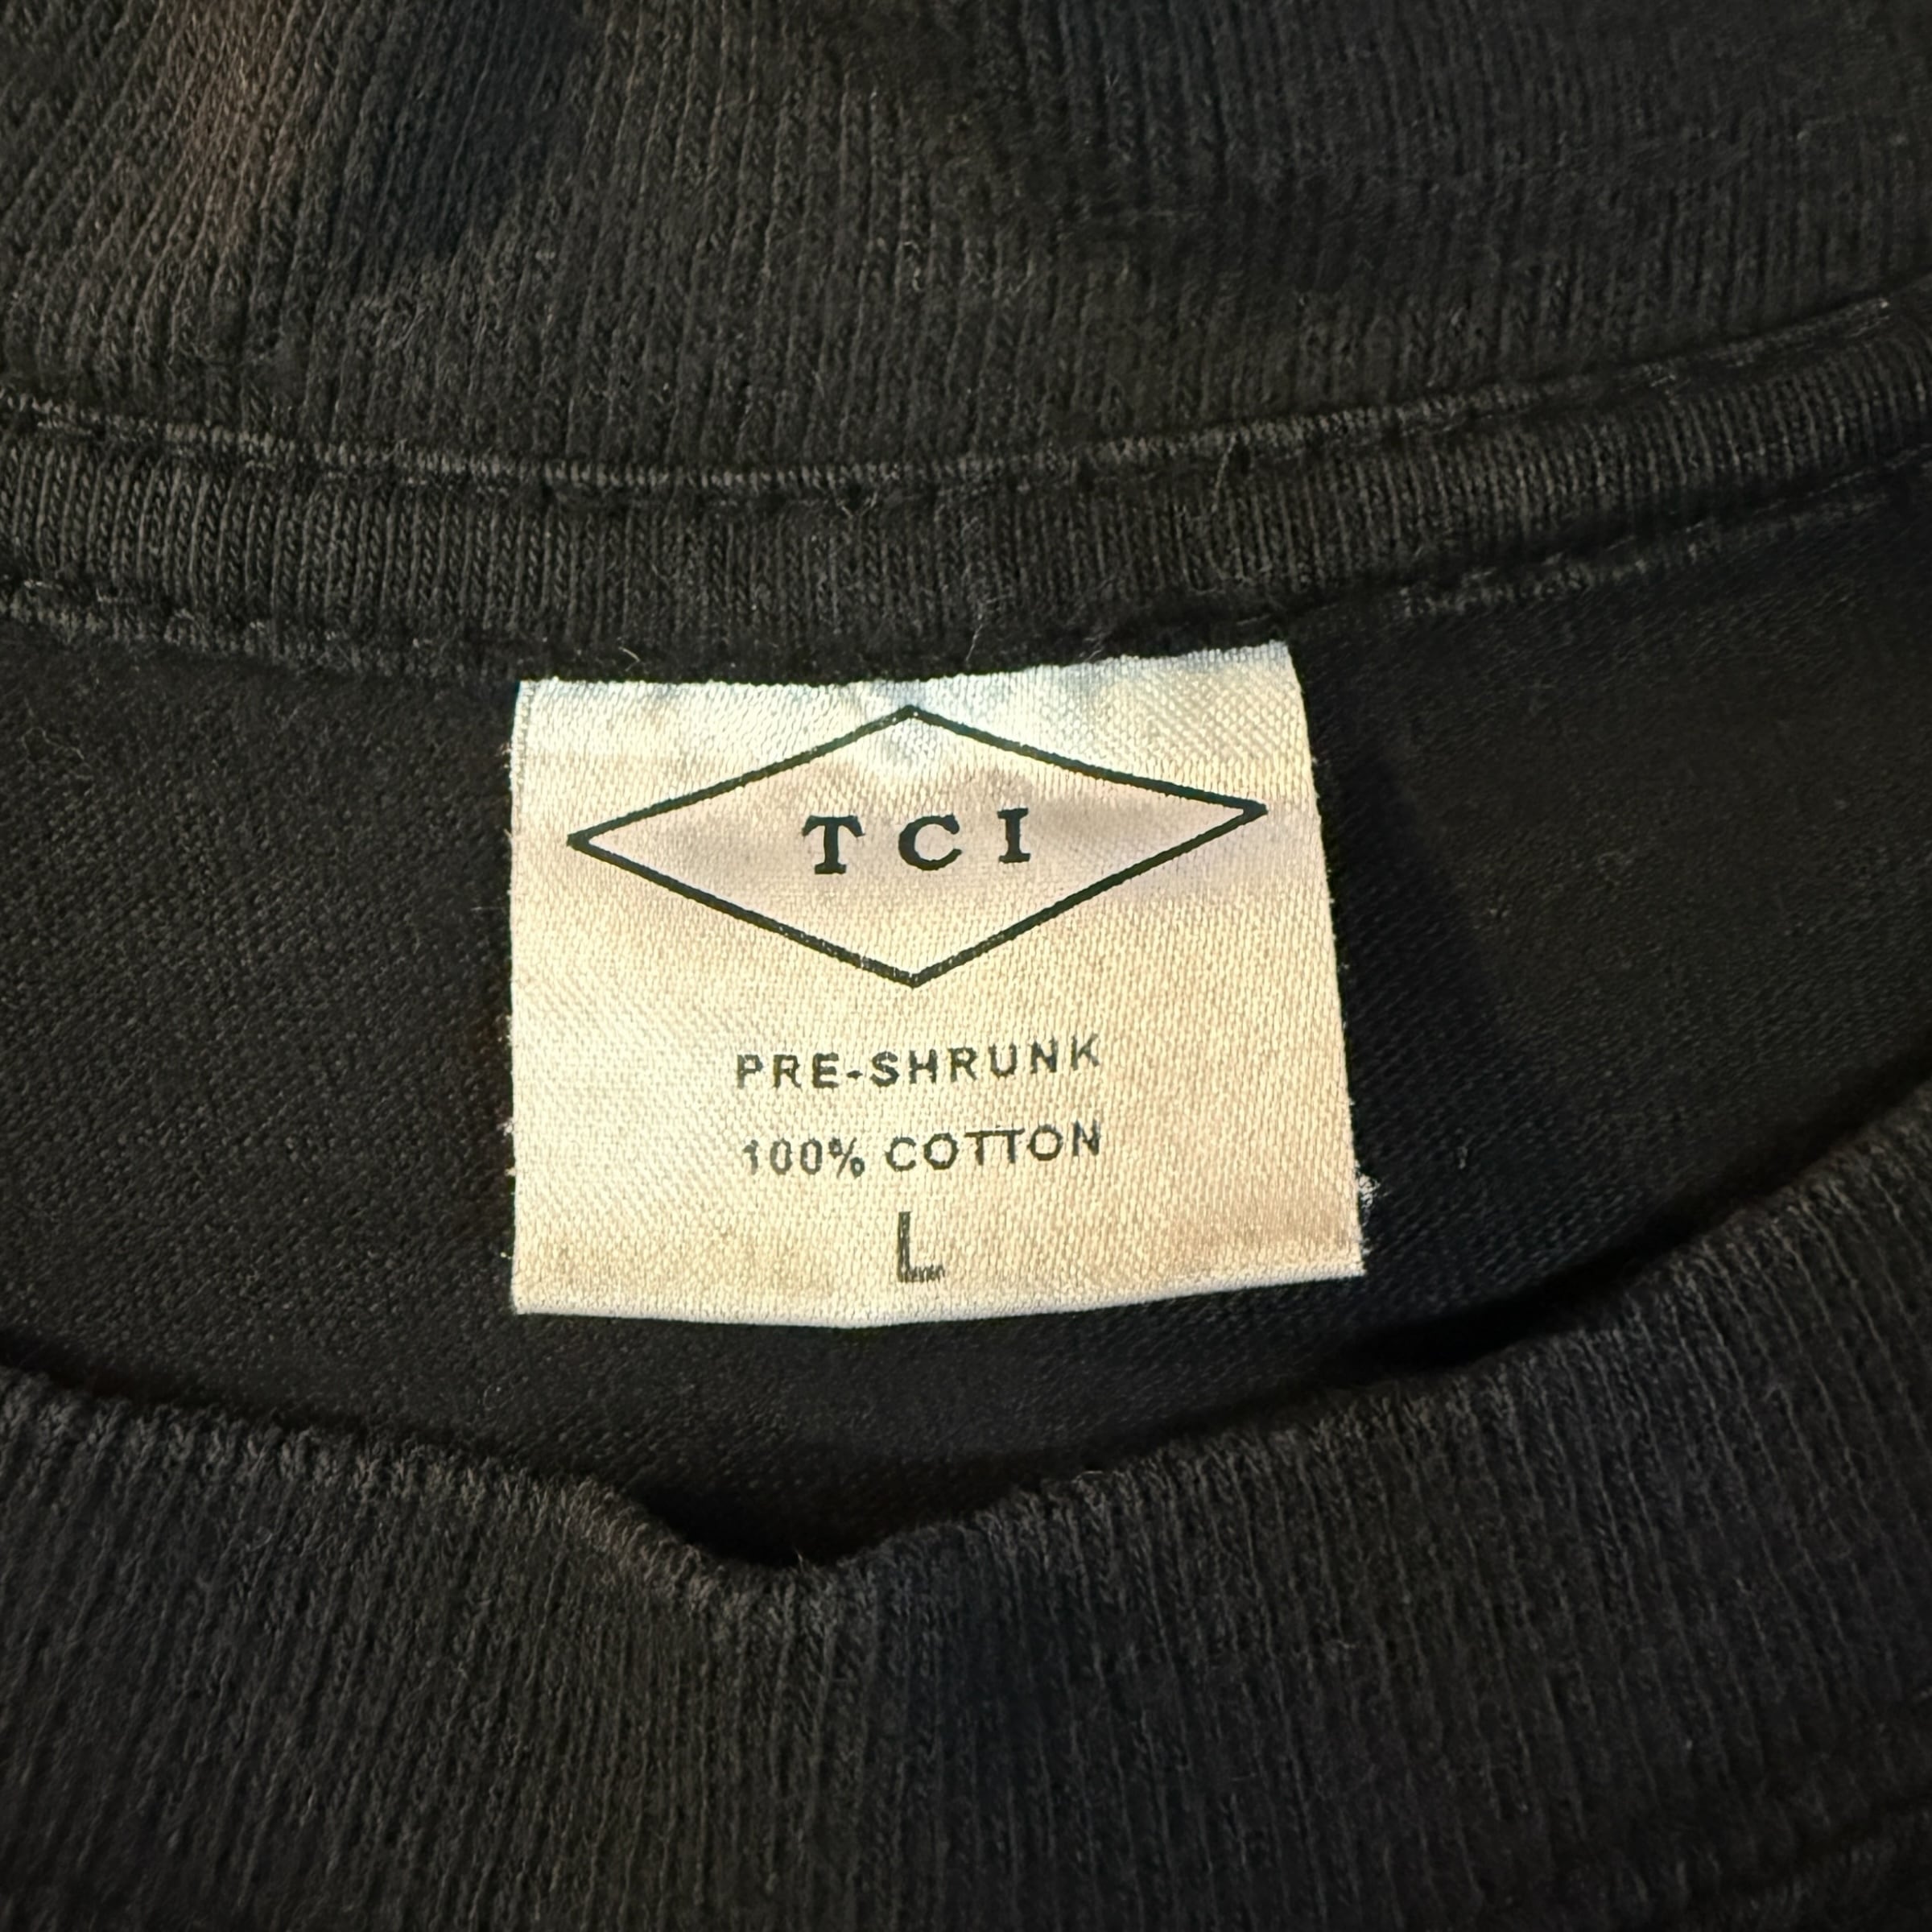 TCI
PRE-SHRUNK
100% COTTON
L